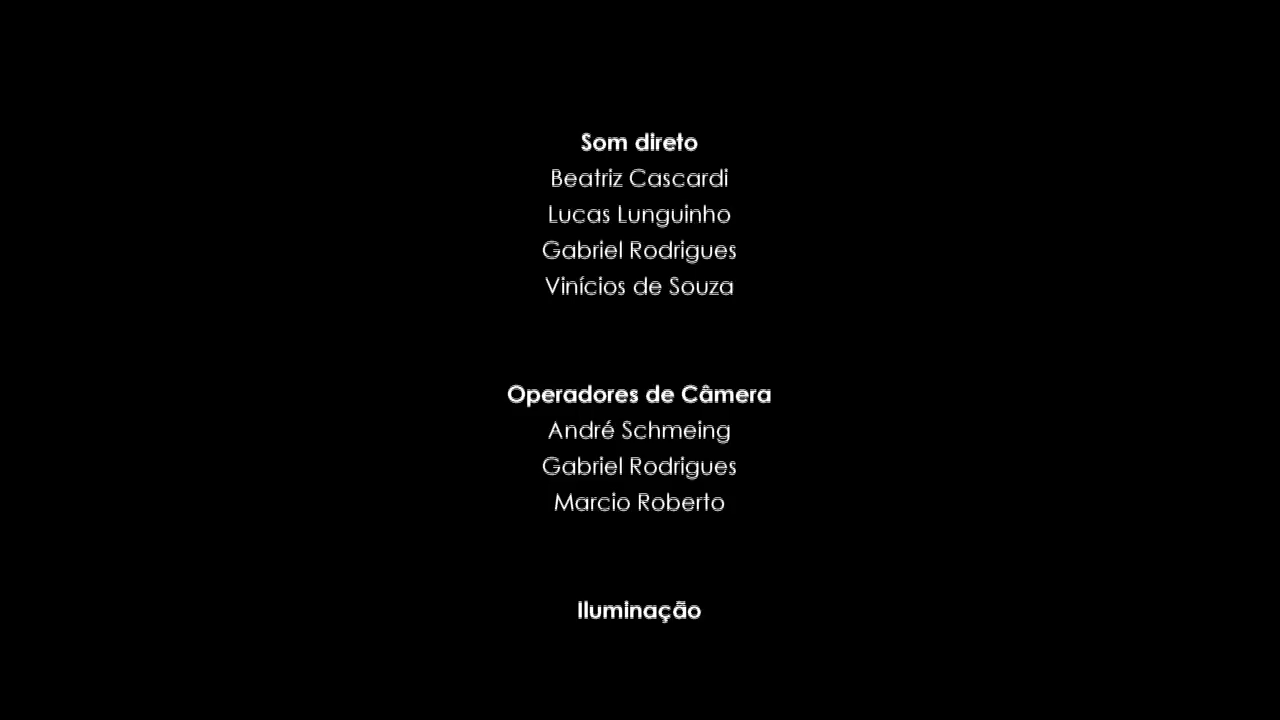 Som direto
Beatriz Cascardi
Lucas Lunguinho
Gabriel Rodrigues
Vinícios de Souza
Operadores de Câmera
André Schmeing
Gabriel Rodrigues
Marcio Roberto
Iluminação